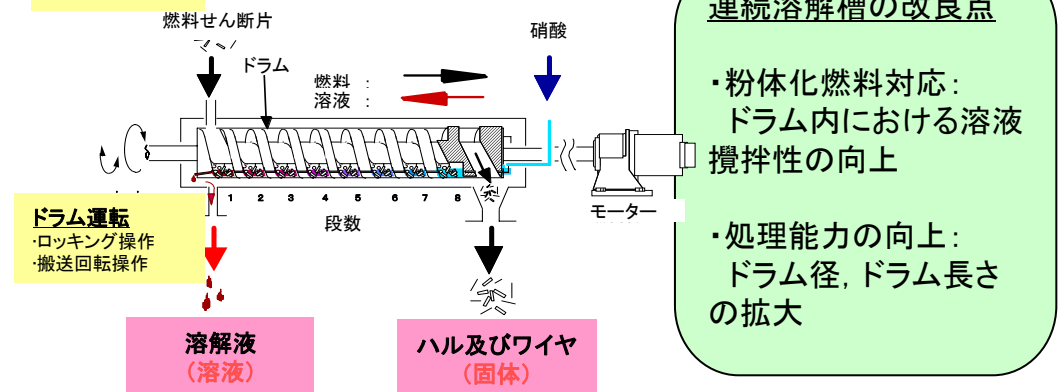 燃料せん断片
硝酸
ドラム
燃料 :
溶液 :
1 2 3 4 5 6 7 8
段数
モーター
ドラム運転
・ロッキング操作
・搬送回転操作
溶解液
(溶液)
ハル及びワイヤ
(固体)
連続溶解槽の改良点
・粉体化燃料対応:
ドラム内における溶液
攪拌性の向上
・処理能力の向上:
ドラム径, ドラム長さ
の拡大